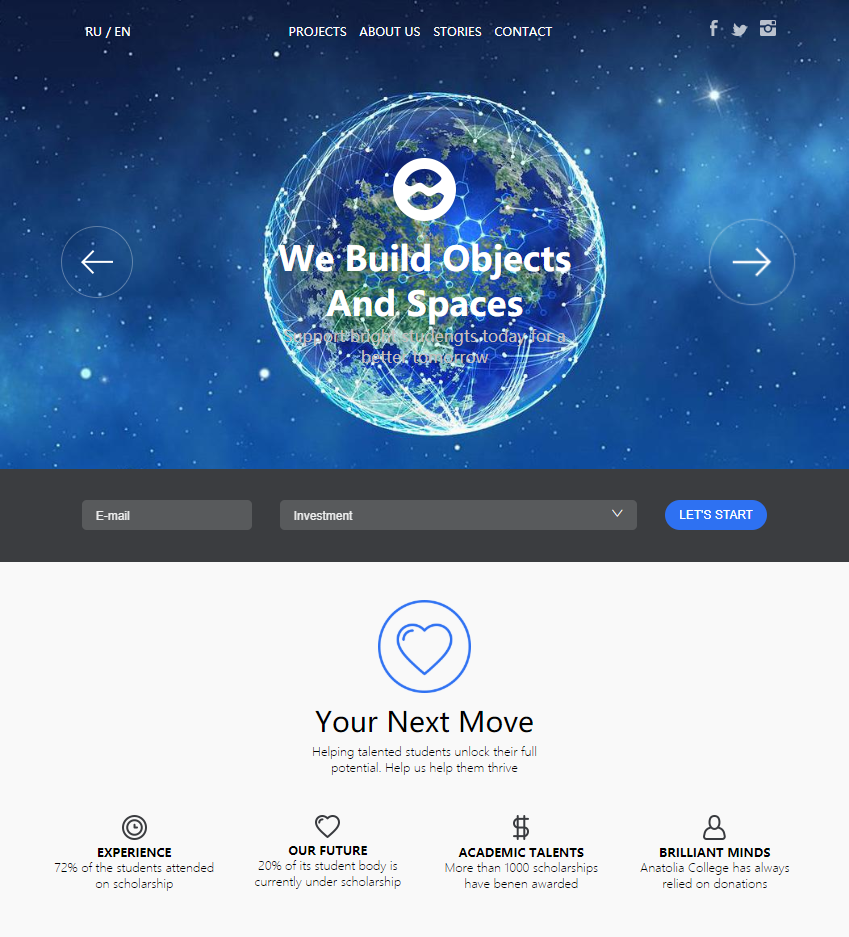 RU / EN
PROJECTS ABOUT US STORIES CONTACT
We Build Objects
And Spaces
Support bright studengts today for a
better tomorrow
E-mail
Investment
LET'S START
Your Next Move
Helping talented students unlock their full
potential. Help us help them thrive
EXPERIENCE
72% of the students attended
on scholarship
OUR FUTURE
20% of its student body is
currently under scholarship
ACADEMIC TALENTS
More than 1000 scholarships
have benen awarded
BRILLIANT MINDS
Anatolia College has always
relied on donations